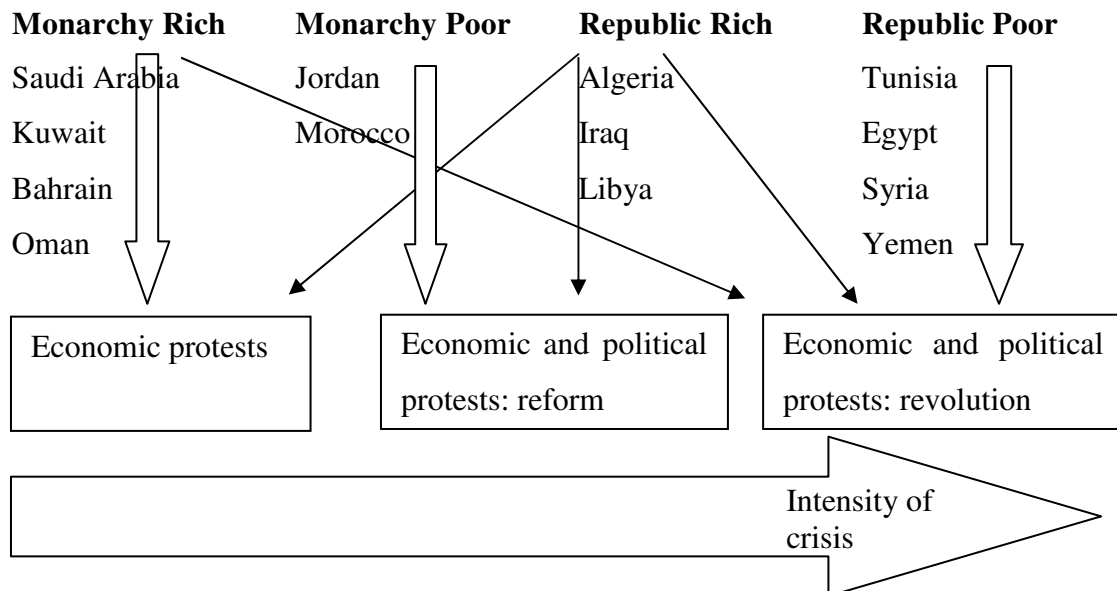 Monarchy Rich Monarchy Poor Republic Rich Republic Poor
Saudi Arabia Jordan Algeria Tunisia
Kuwait Morocco Iraq Egypt
Bahrain Libya Syria
Oman Yemen
Economic protests
Economic and political
protests: reform
Economic and political
protests: revolution
Intensity of
crisis